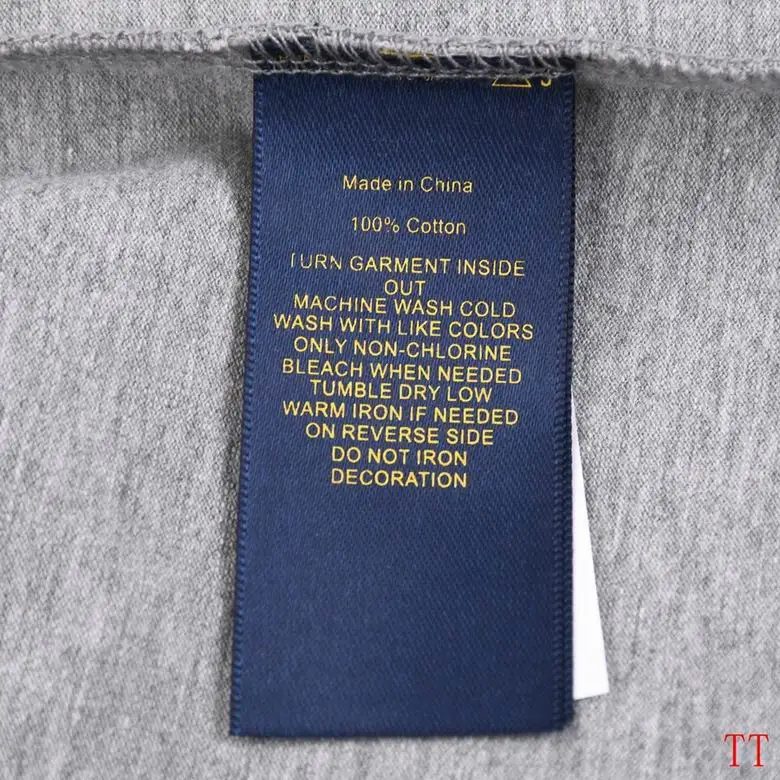 Made in China
100% Cotton
TURN GARMENT INSIDE
OUT
MACHINE WASH COLD
WASH WITH LIKE COLORS
ONLY NON-CHLORINE
BLEACH WHEN NEEDED
TUMBLE DRY LOW
WARM IRON IF NEEDED
ON REVERSE SIDE
DO NOT IRON
DECORATION
TT